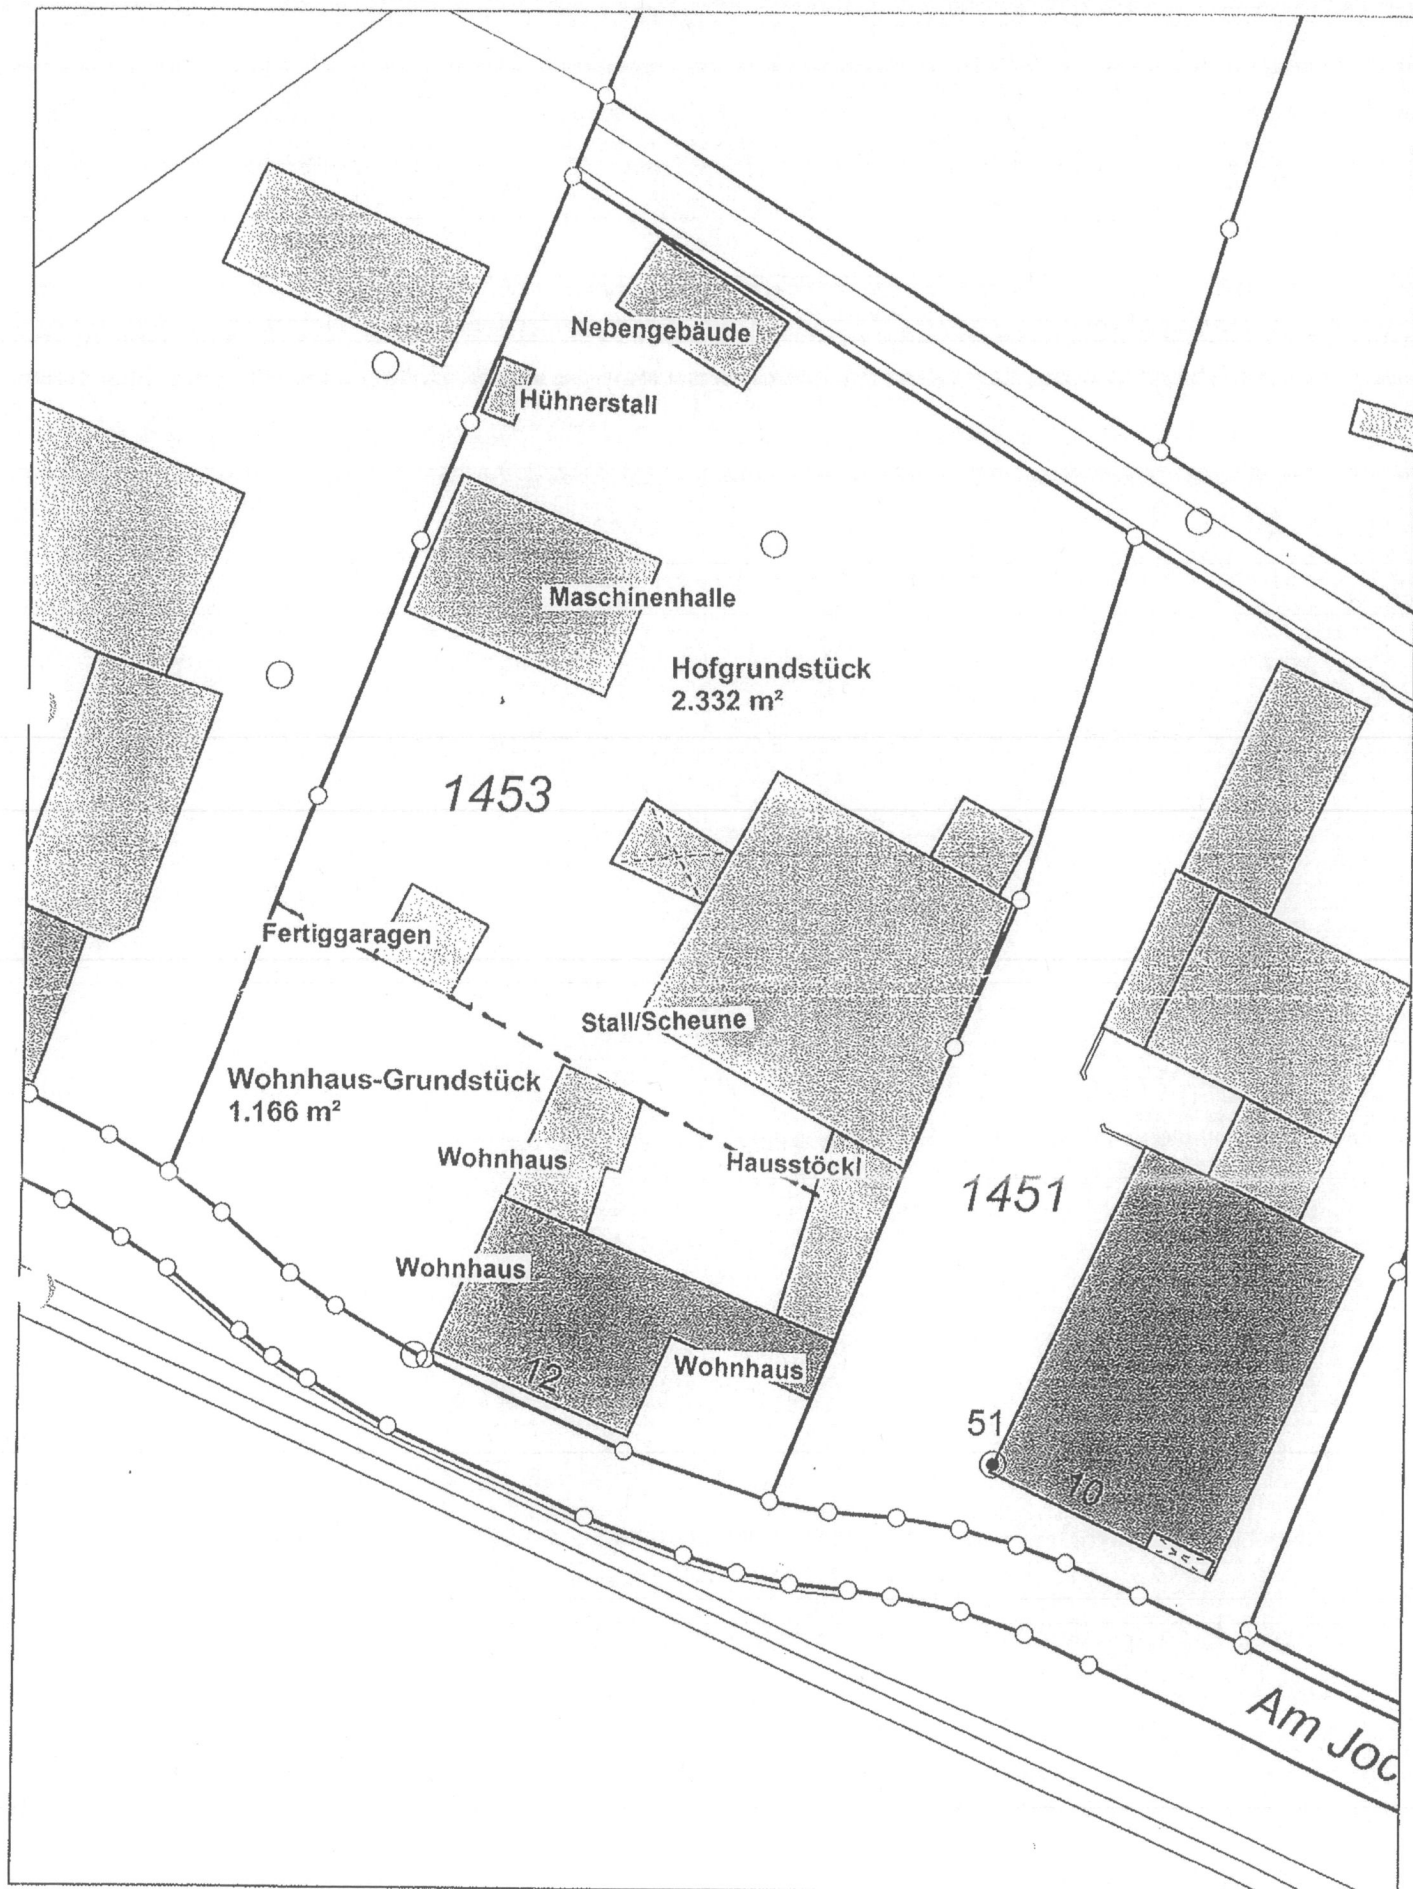 Nebengebäude
Hühnerstall
Maschinenhalle
Hofgrundstück
2.332 m²
1453
Fertiggaragen
Stall/Scheune
Wohnhaus-Grundstück
1.166 m²
Wohnhaus
Hausstöckl
1451
Wohnhaus
Wohnhaus
12
51
10
Am Joc